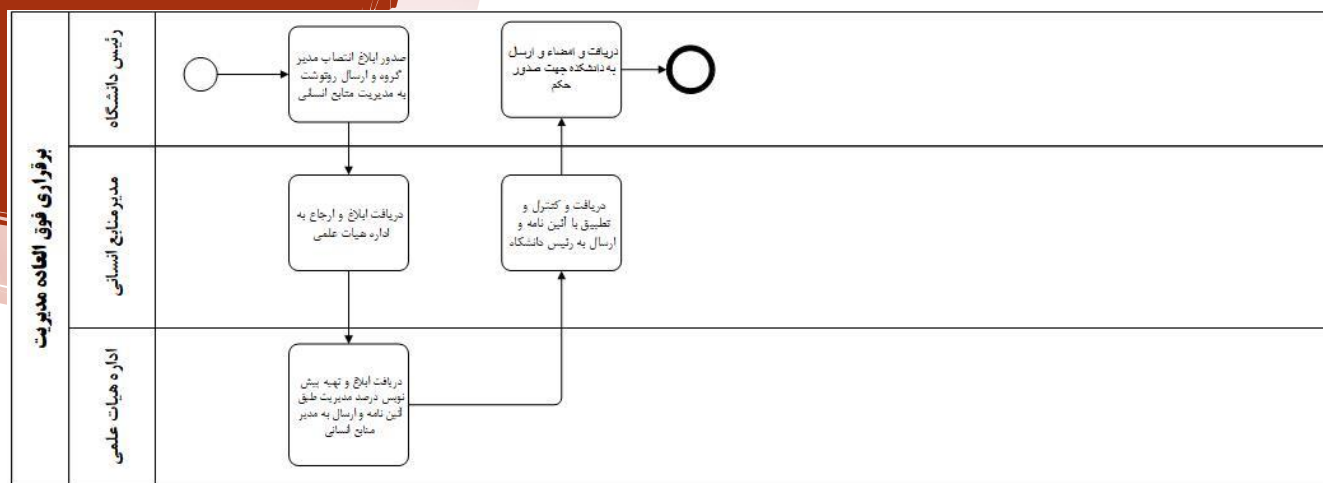 برقراری فوق العاده مدیریت
رئیس دانشگاه
صدور ابلاغ انتصاب مدیر
گروه و ارسال رونوشت
به مدیریت منابع انسانی
دریافت و امضاء و ارسال
به دانشکده جهت صدور
حکم
مدیر منابع انسانی
دریافت ابلاغ و ارجاع به
اداره هیات علمی
دریافت و کنترل و
تطبیق با آئین نامه و
ارسال به رئیس دانشگاه
اداره هیات علمی
دریافت ابلاغ و تهیه پیش
نویس درصد مدیریت طبق
آئین نامه و ارسال به مدیر
منابع انسانی